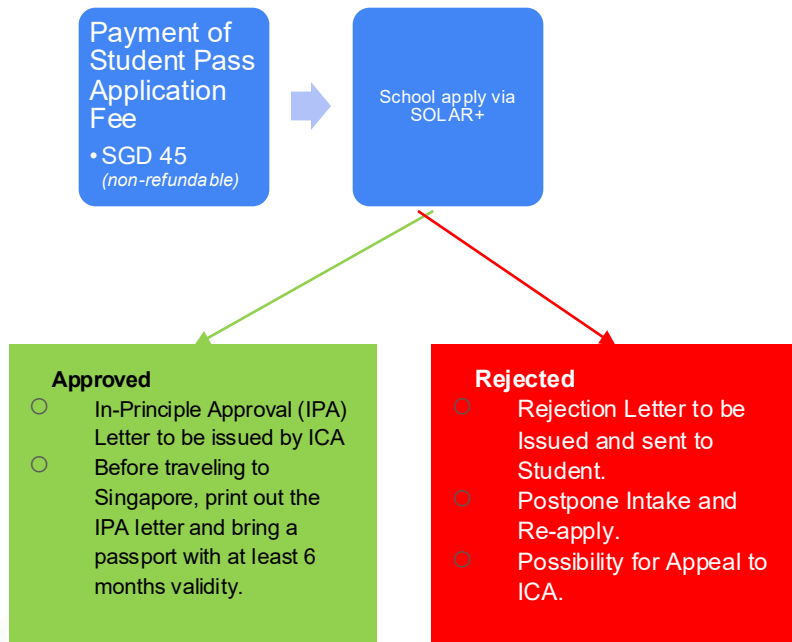 Payment of
Student Pass
Application
Fee
• SGD 45
(non-refundable)
School apply via
SOLAR+
Approved
○ In-Principle Approval (IPA)
Letter to be issued by ICA
○ Before traveling to
Singapore, print out the
IPA letter and bring a
passport with at least 6
months validity.
Rejected
○ Rejection Letter to be
Issued and sent to
Student.
○ Postpone Intake and
Re-apply.
○ Possibility for Appeal to
ICA.